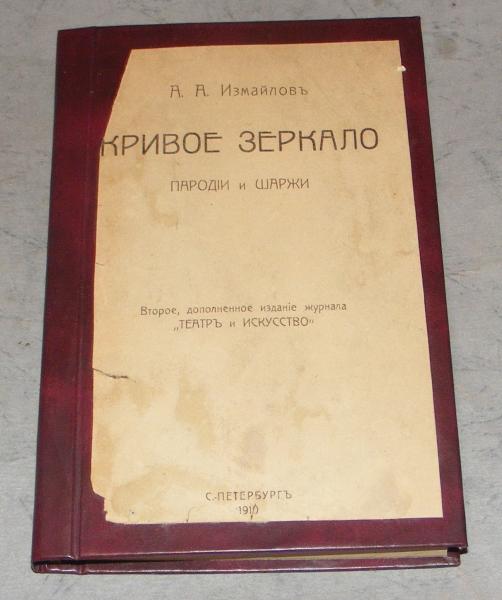 А. А. Измайловъ
КРИВОЕ ЗЕРКАЛО
ПАРОДІИ и ШАРЖИ
Второе, дополненное изданіе журнала
„ТЕАТРЪ и ИСКУССТВО"
С.-ПЕТЕРБУРГЪ
1910